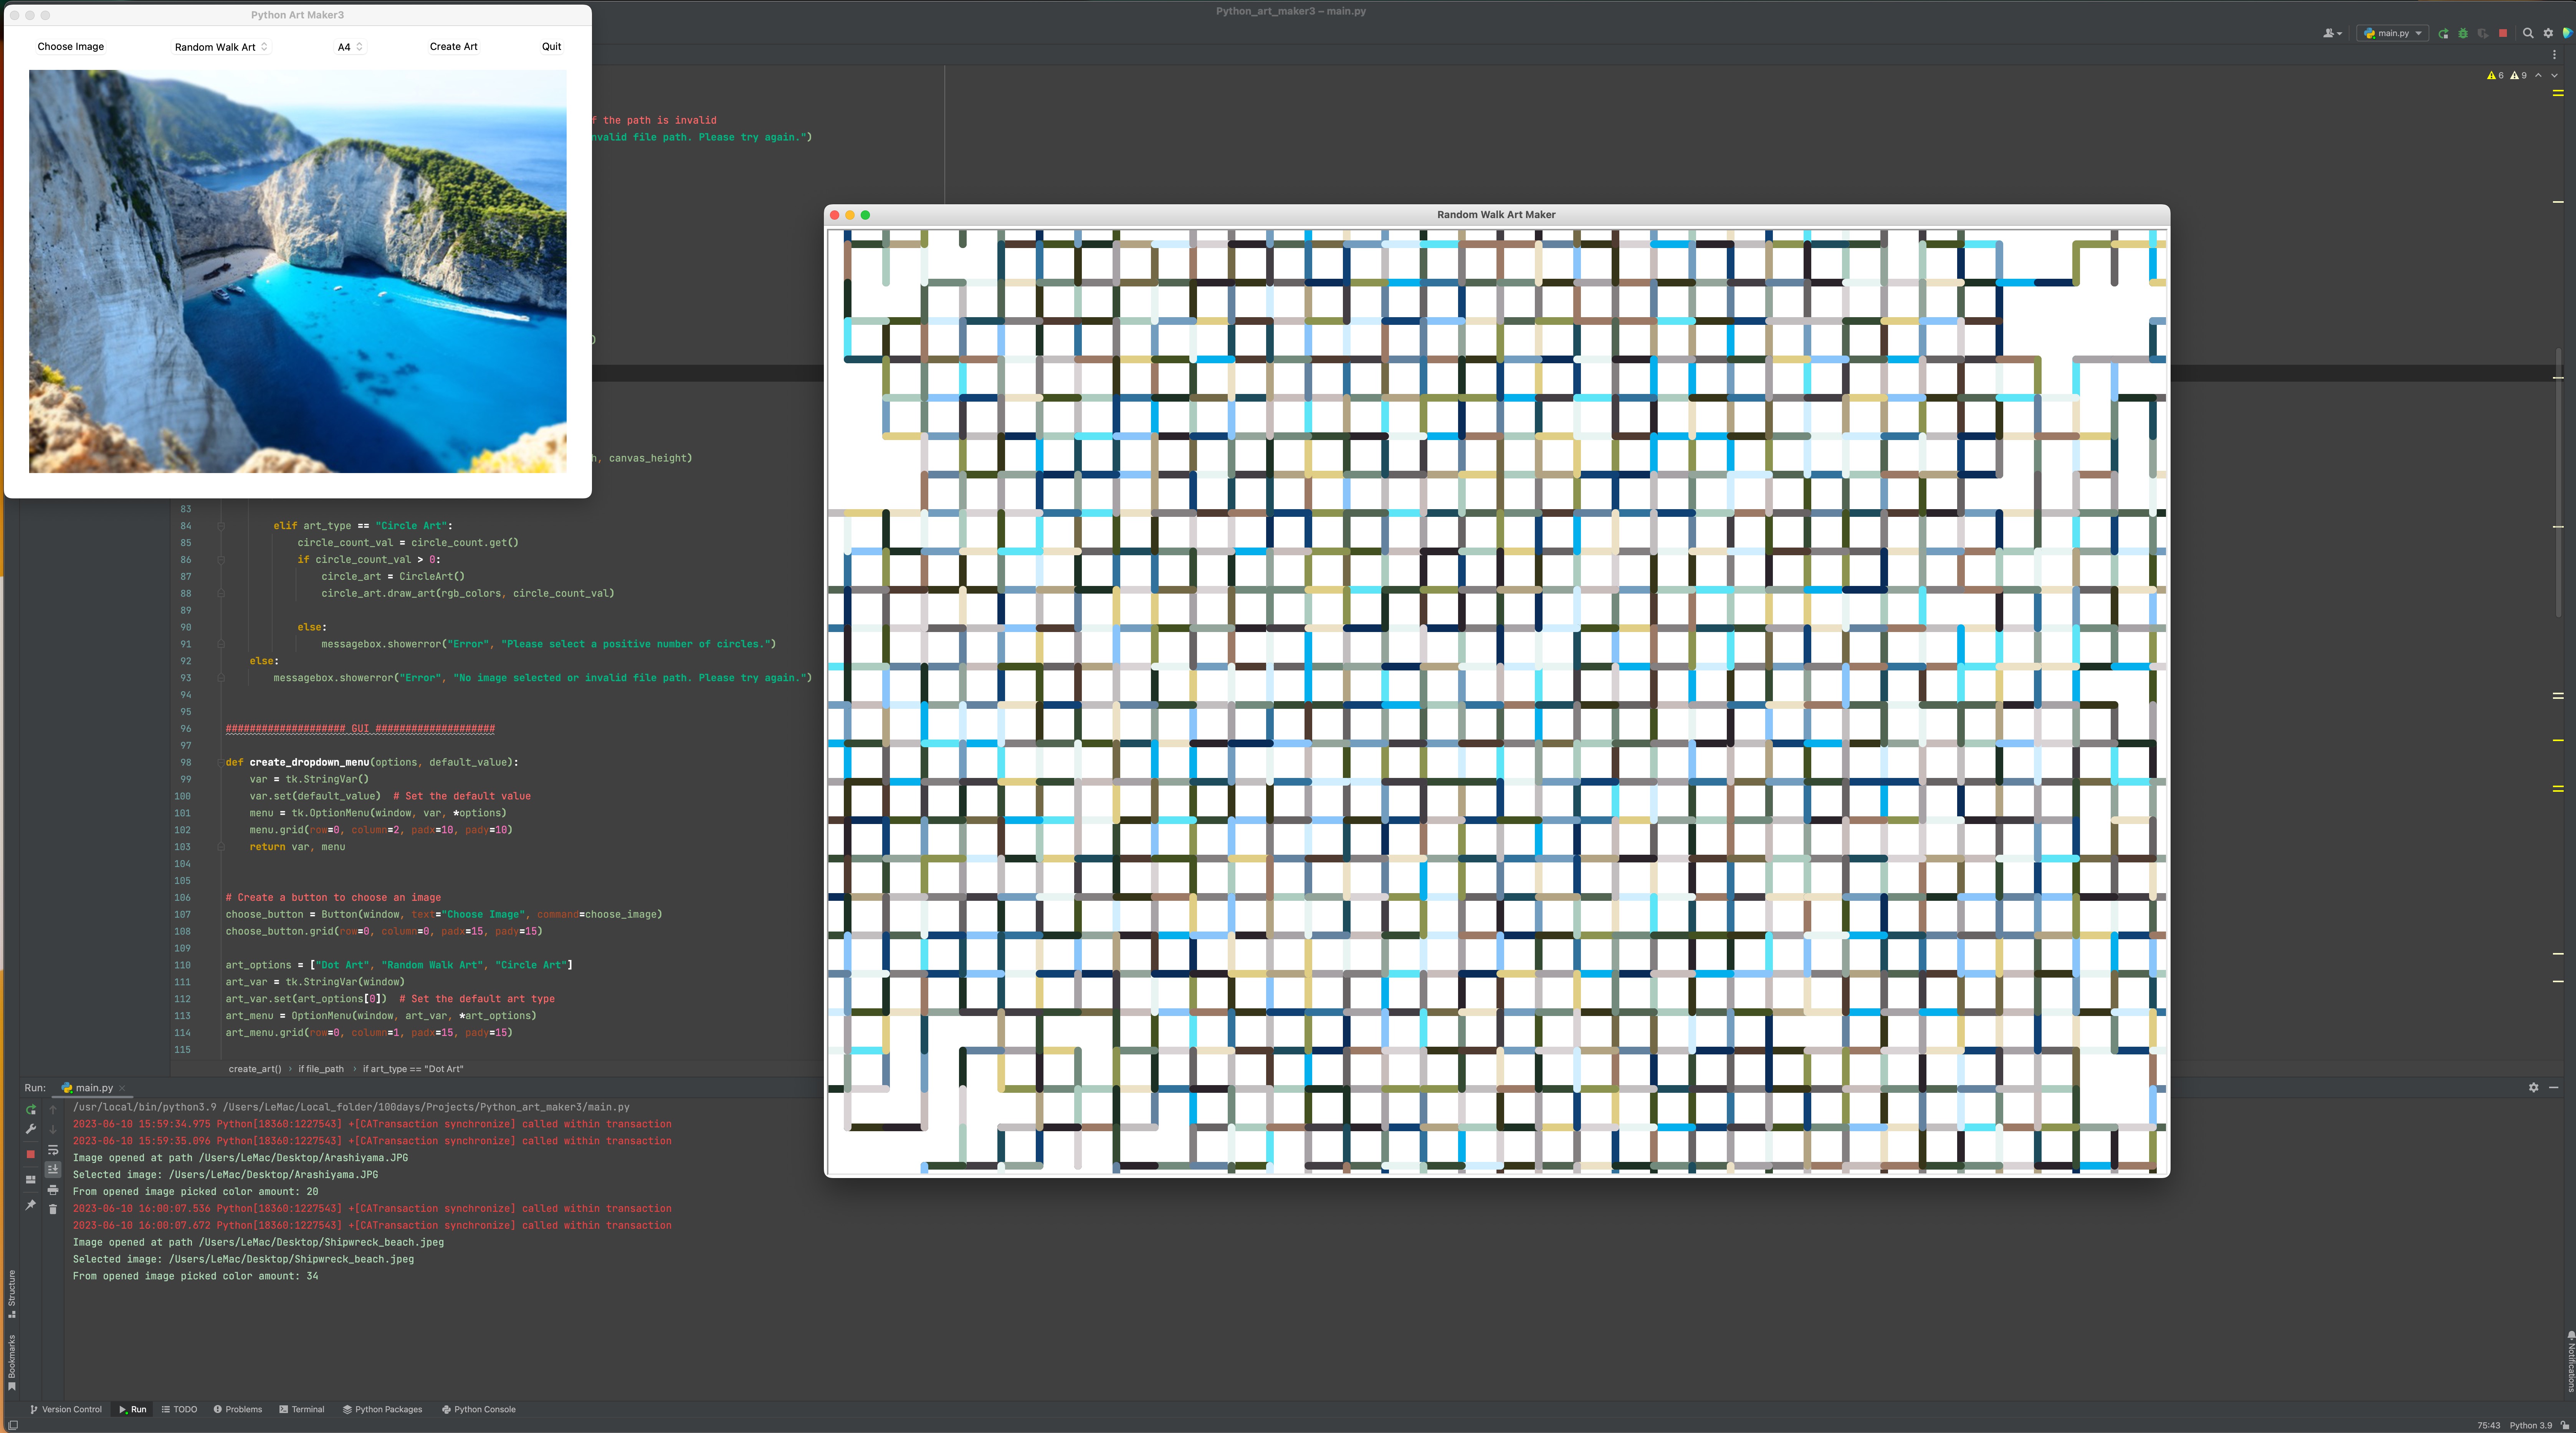 Python Art Maker3
Choose Image Random Walk Art A4 Create Art Quit
Python_art_maker3 – main.py
main.py
6 9
f the path is invalid
nvalid file path. Please try again.")
)
h, canvas_height)
Random Walk Art Maker
83
84 elif art_type == "Circle Art":
85 circle_count_val = circle_count.get()
86 if circle_count_val > 0:
87 circle_art = CircleArt()
88 circle_art.draw_art(rgb_colors, circle_count_val)
89
90 else:
91 messagebox.showerror("Error", "Please select a positive number of circles.")
92 else:
93 messagebox.showerror("Error", "No image selected or invalid file path. Please try again.")
94
95
96 #################### GUI ####################
97
98 def create_dropdown_menu(options, default_value):
99 var = tk.StringVar()
100 var.set(default_value) # Set the default value
101 menu = tk.OptionMenu(window, var, *options)
102 menu.grid(row=0, column=2, padx=10, pady=10)
103 return var, menu
104
105
106 # Create a button to choose an image
107 choose_button = Button(window, text="Choose Image", command=choose_image)
108 choose_button.grid(row=0, column=0, padx=15, pady=15)
109
110 art_options = ["Dot Art", "Random Walk Art", "Circle Art"]
111 art_var = tk.StringVar(window)
112 art_var.set(art_options[0]) # Set the default art type
113 art_menu = OptionMenu(window, art_var, *art_options)
114 art_menu.grid(row=0, column=1, padx=15, pady=15)
115
create_art() › if file_path › if art_type == "Dot Art"
Run: main.py
/usr/local/bin/python3.9 /Users/LeMac/Local_folder/100days/Projects/Python_art_maker3/main.py
2023-06-10 15:59:34.975 Python[18360:1227543] +[CATransaction synchronize] called within transaction
2023-06-10 15:59:35.096 Python[18360:1227543] +[CATransaction synchronize] called within transaction
Image opened at path /Users/LeMac/Desktop/Arashiyama.JPG
Selected image: /Users/LeMac/Desktop/Arashiyama.JPG
From opened image picked color amount: 20
2023-06-10 16:00:07.536 Python[18360:1227543] +[CATransaction synchronize] called within transaction
2023-06-10 16:00:07.672 Python[18360:1227543] +[CATransaction synchronize] called within transaction
Image opened at path /Users/LeMac/Desktop/Shipwreck_beach.jpeg
Selected image: /Users/LeMac/Desktop/Shipwreck_beach.jpeg
From opened image picked color amount: 34
Structure
Bookmarks
Notifications
Version Control Run TODO Problems Terminal Python Packages Python Console
75:43 Python 3.9